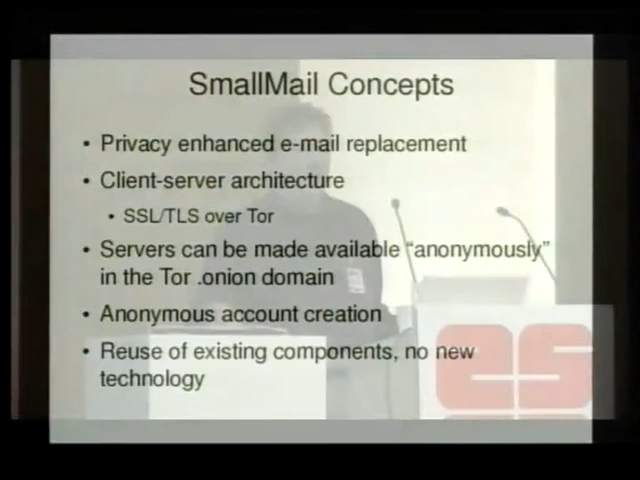 SmallMail Concepts
• Privacy enhanced e-mail replacement
• Client-server architecture
• SSL/TLS over Tor
• Servers can be made available “anonymously”
in the Tor .onion domain
• Anonymous account creation
• Reuse of existing components, no new
technology
es